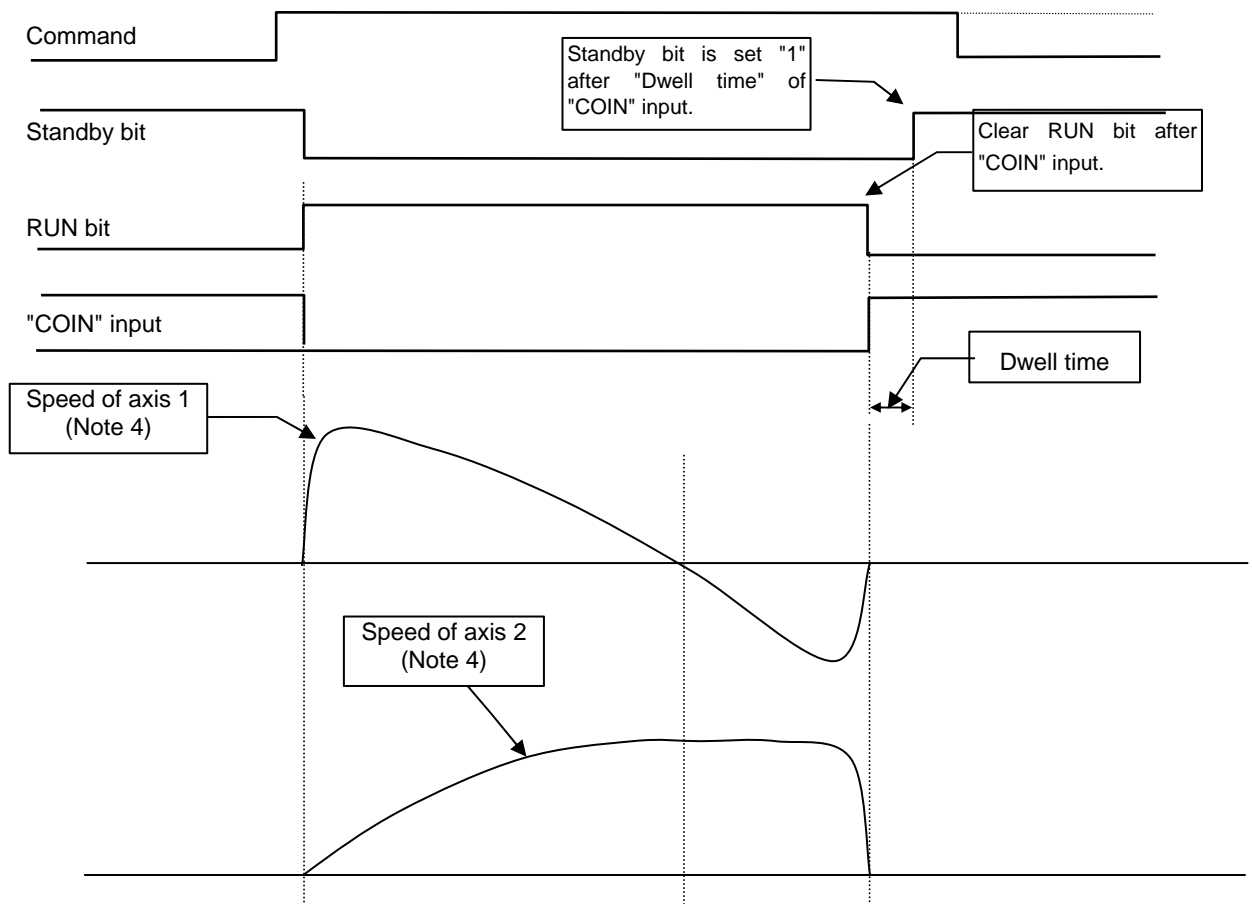 Command
Standby bit is set "1"
after "Dwell time" of
"COIN" input.
Standby bit
Clear RUN bit after
"COIN" input.
RUN bit
"COIN" input
Dwell time
Speed of axis 1
(Note 4)
Speed of axis 2
(Note 4)